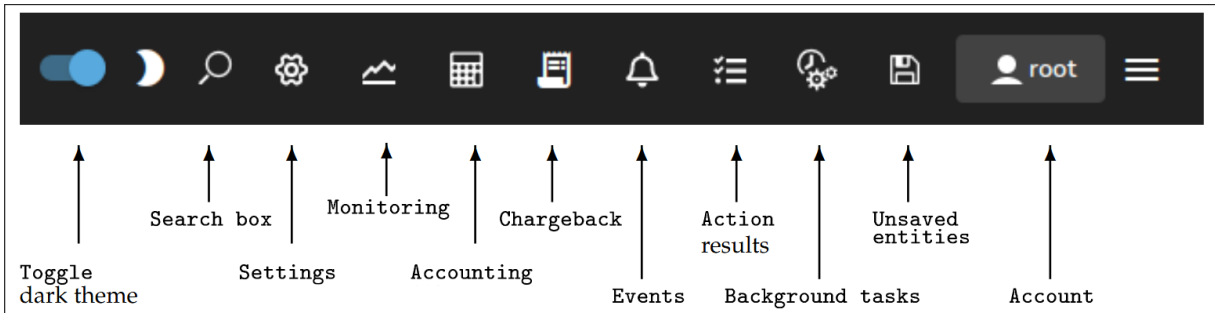 root
Search box
Monitoring
Chargeback
Action
results
Unsaved
entities
Toggle
dark theme
Settings
Accounting
Events
Background tasks
Account